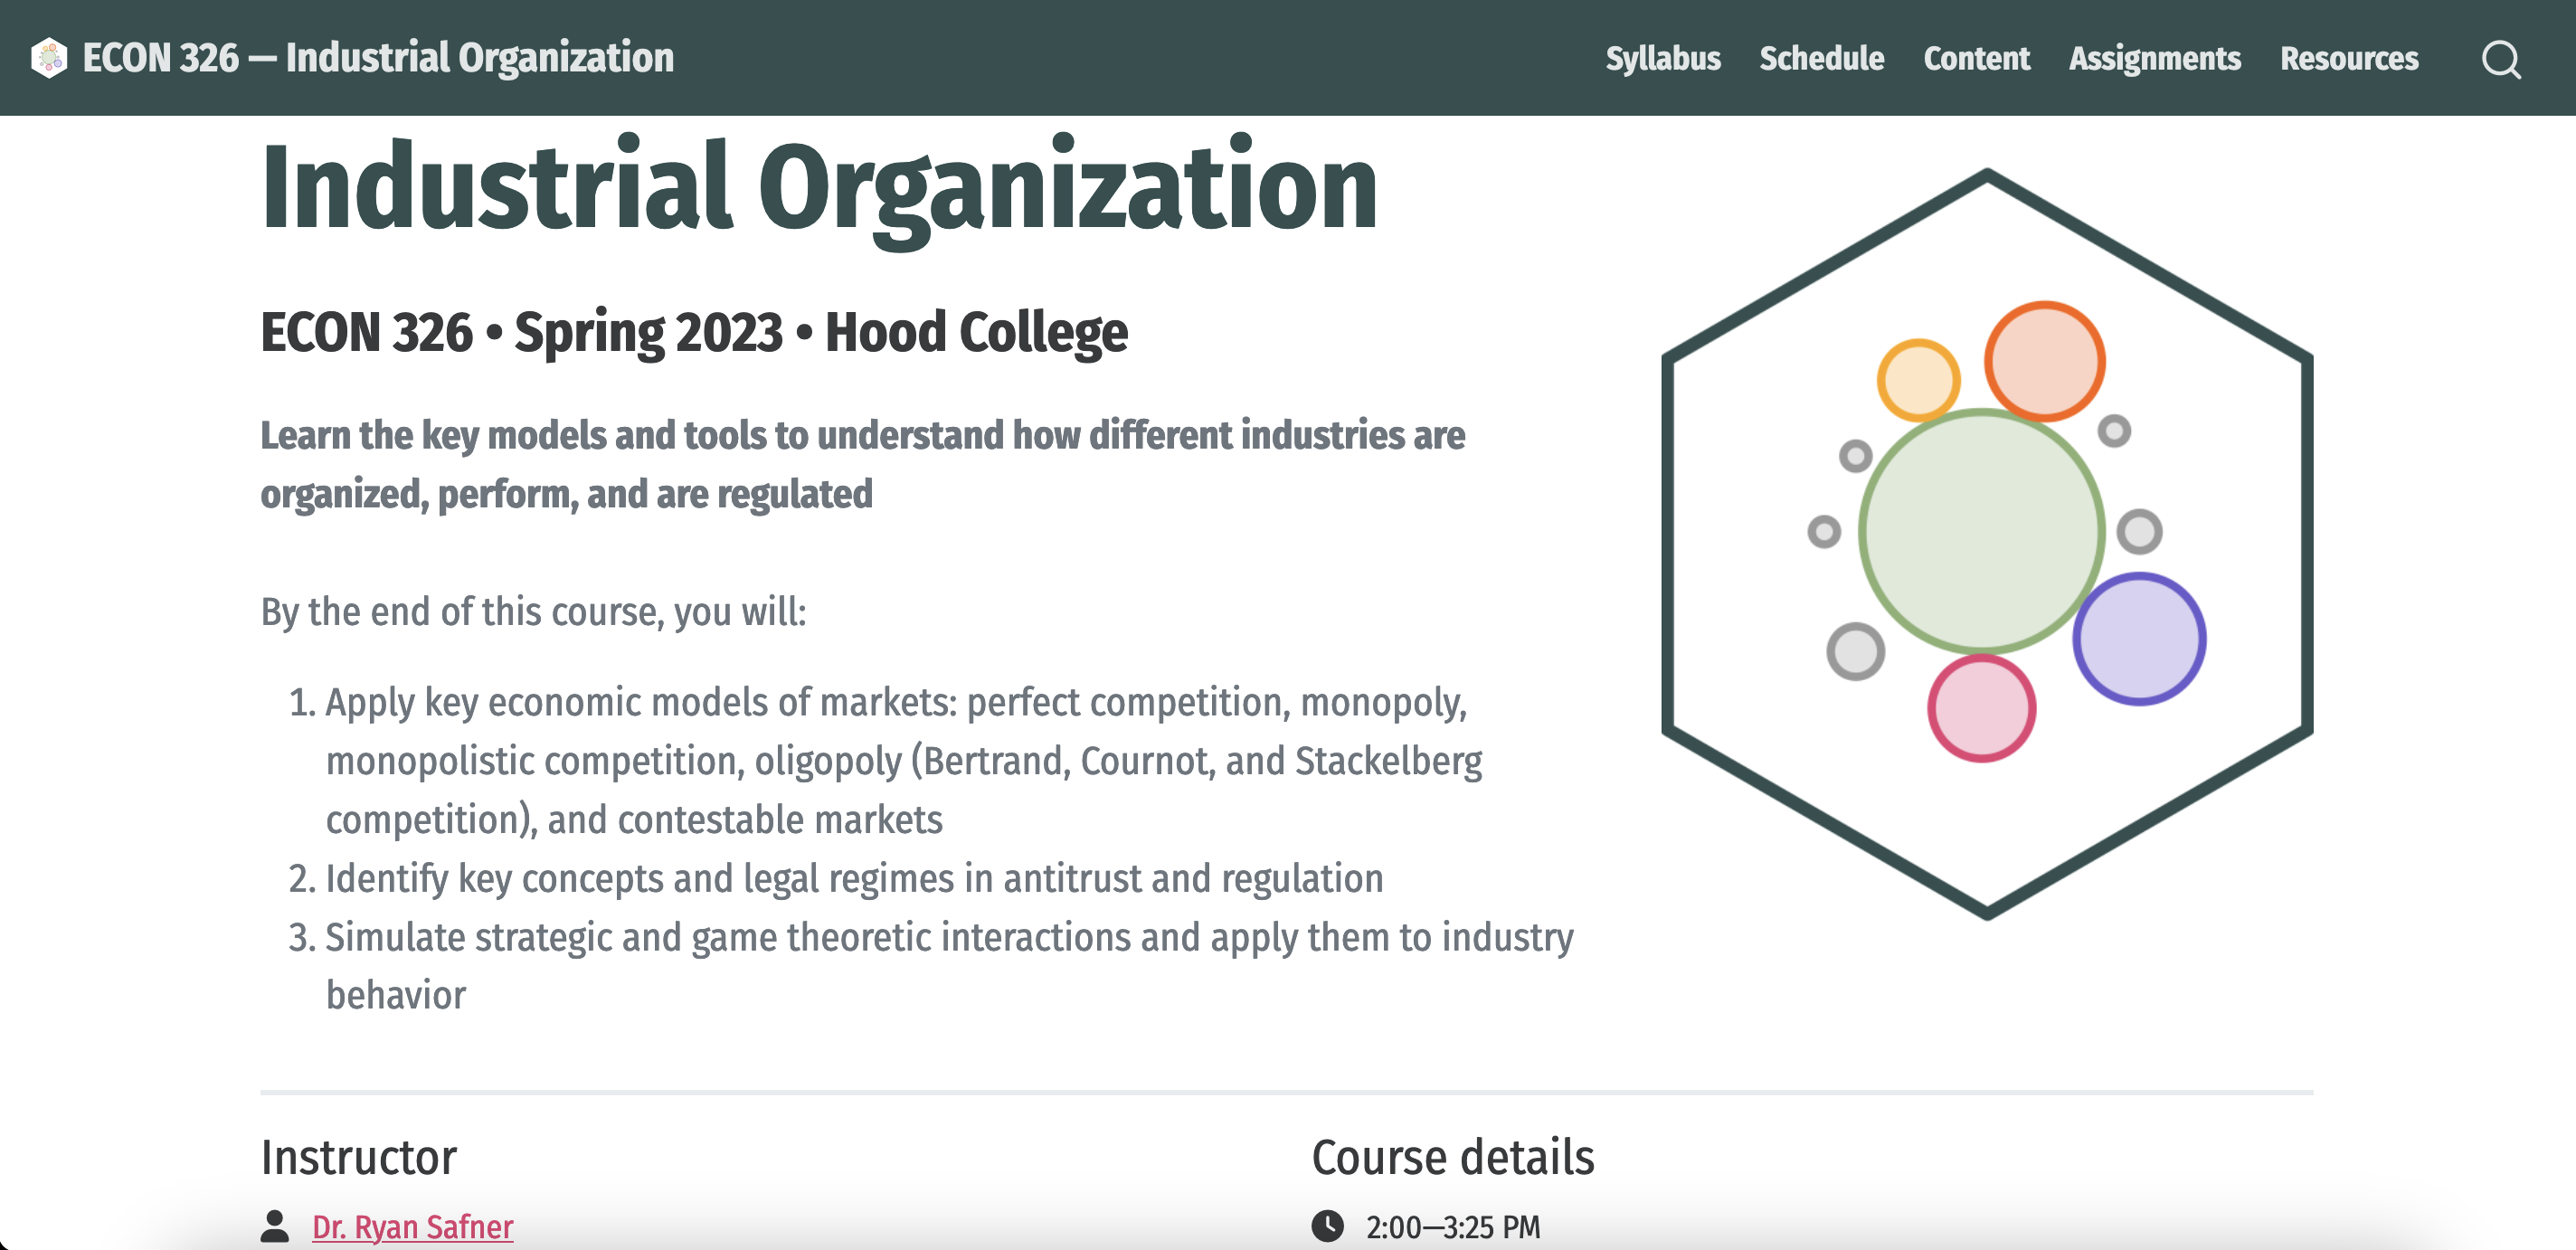 ECON 326 — Industrial Organization
Syllabus Schedule Content Assignments Resources
Industrial Organization
ECON 326 • Spring 2023 • Hood College
Learn the key models and tools to understand how different industries are
organized, perform, and are regulated
By the end of this course, you will:
1. Apply key economic models of markets: perfect competition, monopoly,
monopolistic competition, oligopoly (Bertrand, Cournot, and Stackelberg
competition), and contestable markets
2. Identify key concepts and legal regimes in antitrust and regulation
3. Simulate strategic and game theoretic interactions and apply them to industry
behavior
Instructor
Dr. Ryan Safner
Course details
2:00—3:25 PM